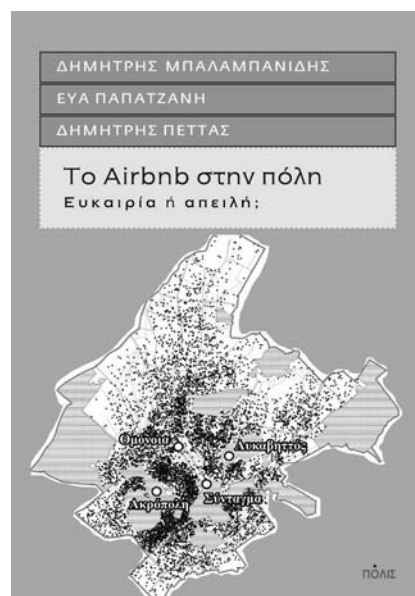 ΔΗΜΗΤΡΗΣ ΜΠΑΛΑΜΠΑΝΙΔΗΣ
ΕΥΑ ΠΑΠΑΤΖΑΝΗ
ΔΗΜΗΤΡΗΣ ΠΕΤΤΑΣ
Το Airbnb στην πόλη
Ευκαιρία ή απειλή;
Ομόνοια
Λυκαβηττός
Ακρόπολη
Σύνταγμα
ΠΟΛΙΣ